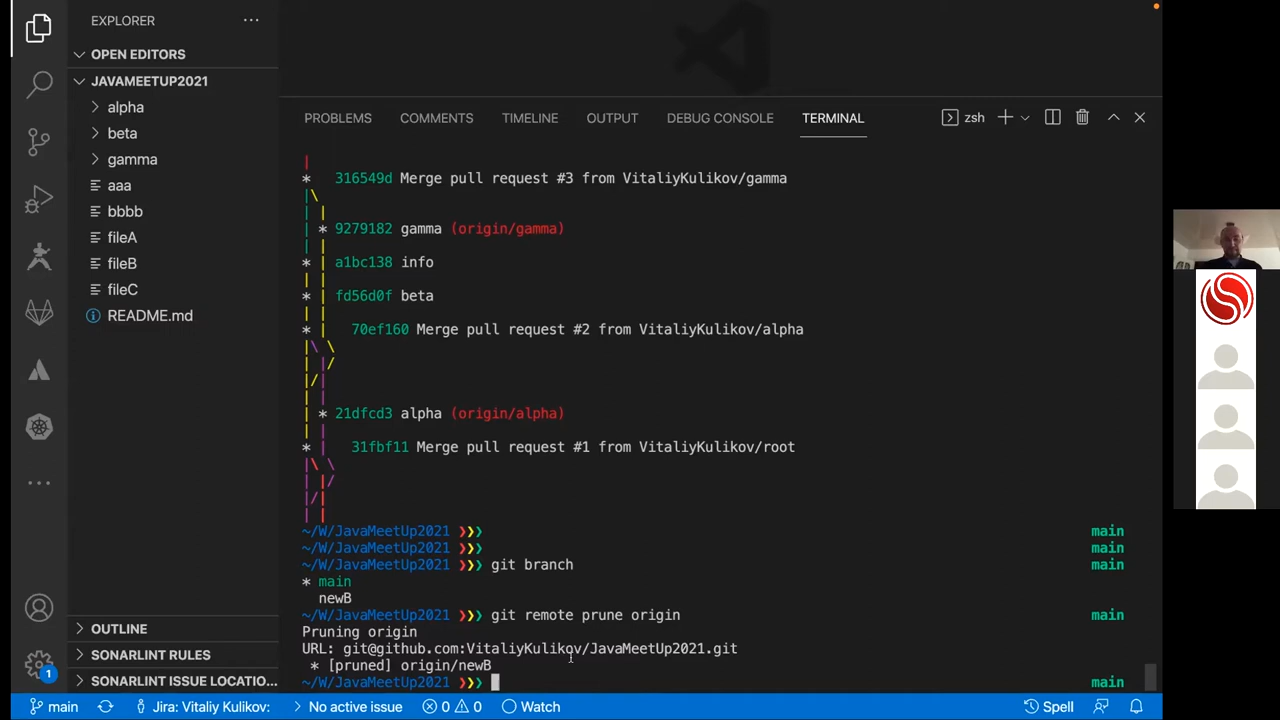 EXPLORER
OPEN EDITORS
JAVAMEETUP2021
alpha
beta
gamma
aaa
bbbb
fileA
fileB
fileC
README.md
OUTLINE
SONARLINT RULES
SONARLINT ISSUE LOCATIO...
PROBLEMS COMMENTS TIMELINE OUTPUT DEBUG CONSOLE TERMINAL zsh
* 316549d Merge pull request #3 from VitaliyKulikov/gamma
* 9279182 gamma (origin/gamma)
* a1bc138 info
* fd56d0f beta
* 70ef160 Merge pull request #2 from VitaliyKulikov/alpha
* 21dfcd3 alpha (origin/alpha)
* 31fbf11 Merge pull request #1 from VitaliyKulikov/root
~/W/JavaMeetUp2021 ❯❯❯ main
~/W/JavaMeetUp2021 ❯❯❯ main
~/W/JavaMeetUp2021 ❯❯❯ git branch main
* main
newB
~/W/JavaMeetUp2021 ❯❯❯ git remote prune origin main
Pruning origin
URL: git@github.com:VitaliyKulikov/JavaMeetUp2021.git
* [pruned] origin/newB
~/W/JavaMeetUp2021 ❯❯❯ main
1
main Jira: Vitaliy Kulikov: No active issue 0 0 Watch Spell